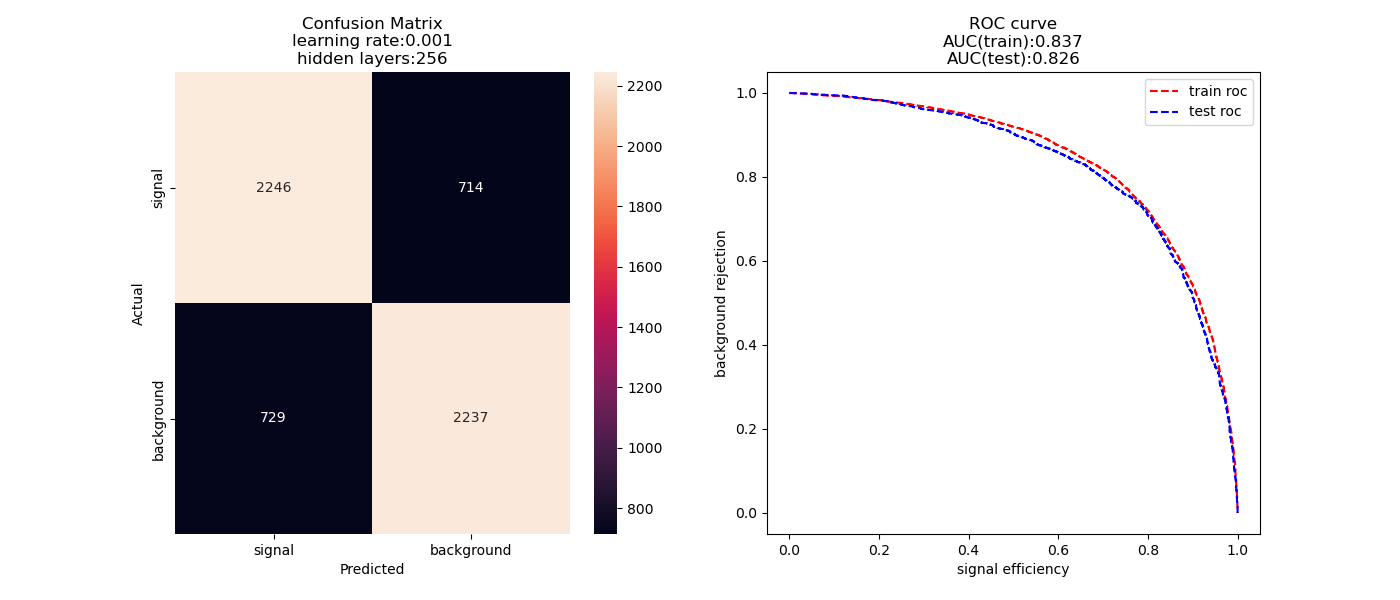 Confusion Matrix
learning rate:0.001
hidden layers:256
signal
background
Actual
2246
714
729
2237
signal
background
Predicted
2200
2000
1800
1600
1400
1200
1000
800
ROC curve
AUC(train):0.837
AUC(test):0.826
train roc
test roc
background rejection
1.0
0.8
0.6
0.4
0.2
0.0
0.0 0.2 0.4 0.6 0.8 1.0
signal efficiency